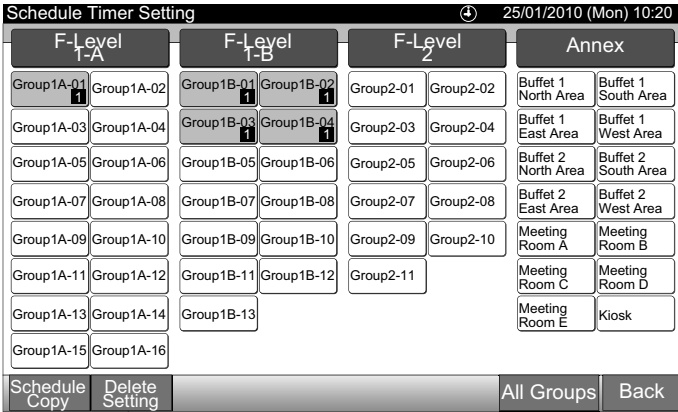 Schedule Timer Setting 25/01/2010 (Mon) 10:20
F-Level
1-A
F-Level
1-B
F-Level
2
Annex
Group1A-01
1
Group1A-02
Group1B-01
1
Group1B-02
1
Group2-01
Group2-02
Buffet 1
North Area
Buffet 1
South Area
Group1A-03
Group1A-04
Group1B-03
1
Group1B-04
1
Group2-03
Group2-04
Buffet 1
East Area
Buffet 1
West Area
Group1A-05
Group1A-06
Group1B-05
Group1B-06
Group2-05
Group2-06
Buffet 2
North Area
Buffet 2
South Area
Group1A-07
Group1A-08
Group1B-07
Group1B-08
Group2-07
Group2-08
Buffet 2
East Area
Buffet 2
West Area
Group1A-09
Group1A-10
Group1B-09
Group1B-10
Group2-09
Group2-10
Meeting
Room A
Meeting
Room B
Group1A-11
Group1A-12
Group1B-11
Group1B-12
Group2-11
Meeting
Room C
Meeting
Room D
Group1A-13
Group1A-14
Group1B-13
Meeting
Room E
Kiosk
Group1A-15
Group1A-16
Schedule
Copy
Delete
Setting
All Groups
Back